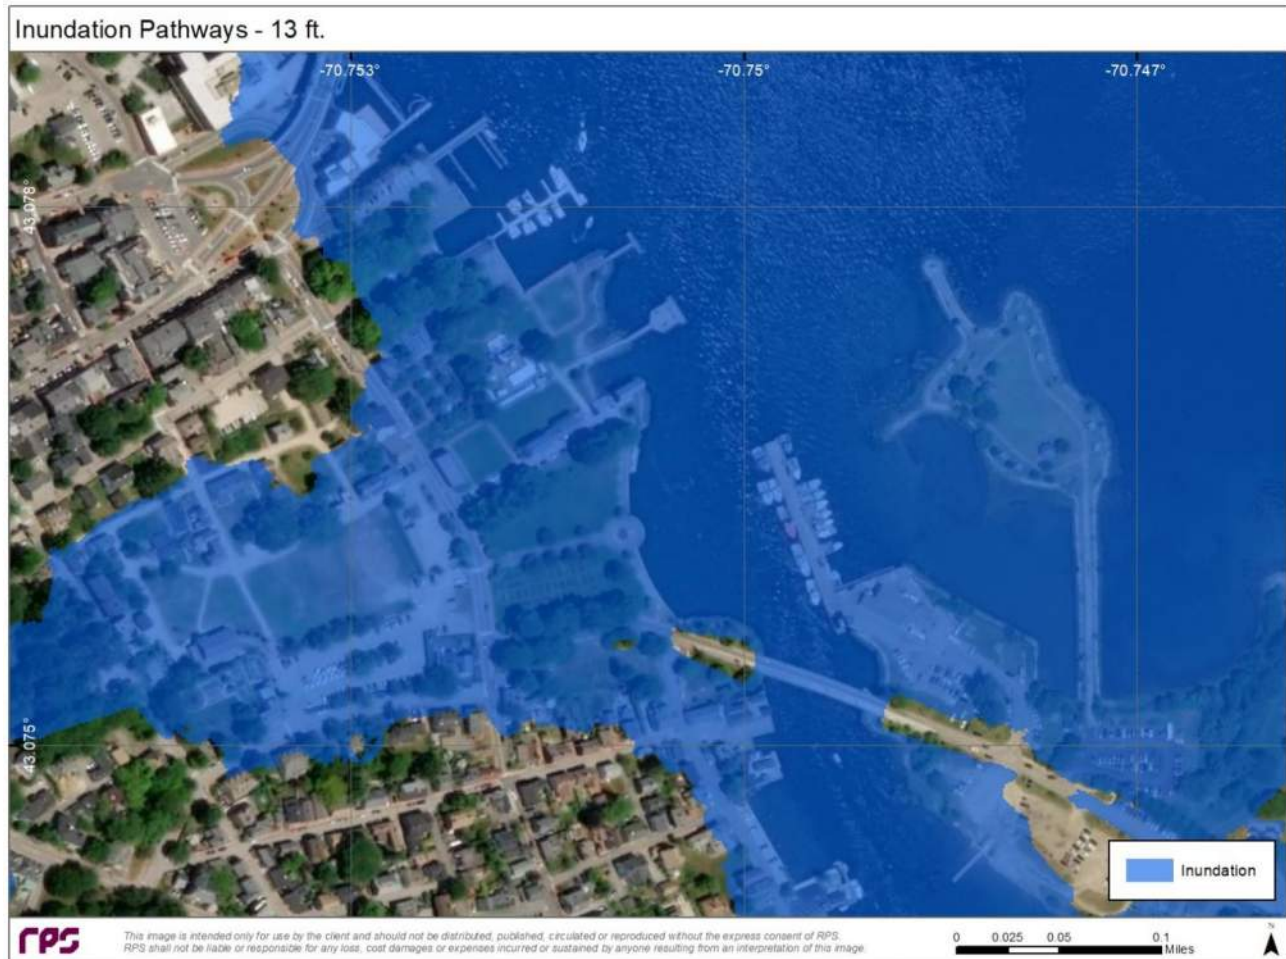 Inundation Pathways - 13 ft.
-70.753°
-70.75°
-70.747°
43.078°
43.075°
Inundation
rps
This image is intended only for use by the client and should not be distributed, published, circulated or reproduced without the express consent of RPS.
RPS shall not be liable or responsible for any loss, cost damages or expenses incurred or sustained by anyone resulting from an interpretation of this image.
0 0.025 0.05 0.1
Miles
N